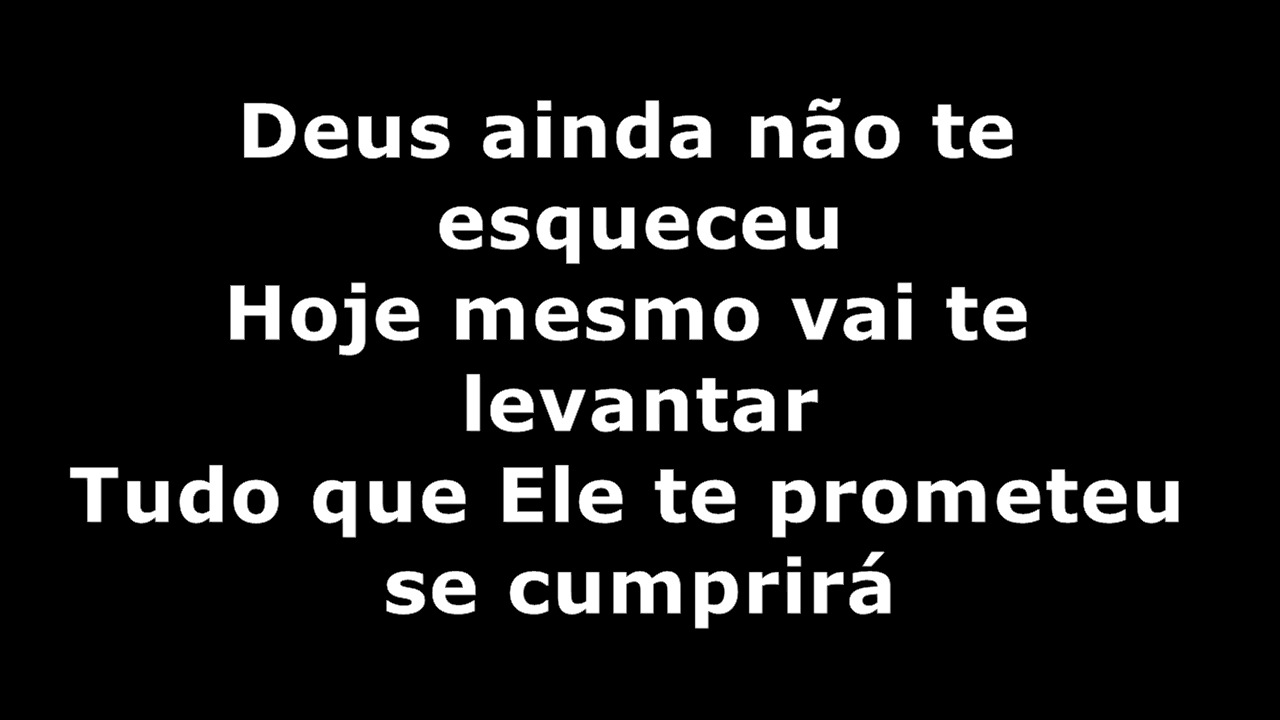 Deus ainda não te
esqueceu
Hoje mesmo vai te
levantar
Tudo que Ele te prometeu
se cumprirá